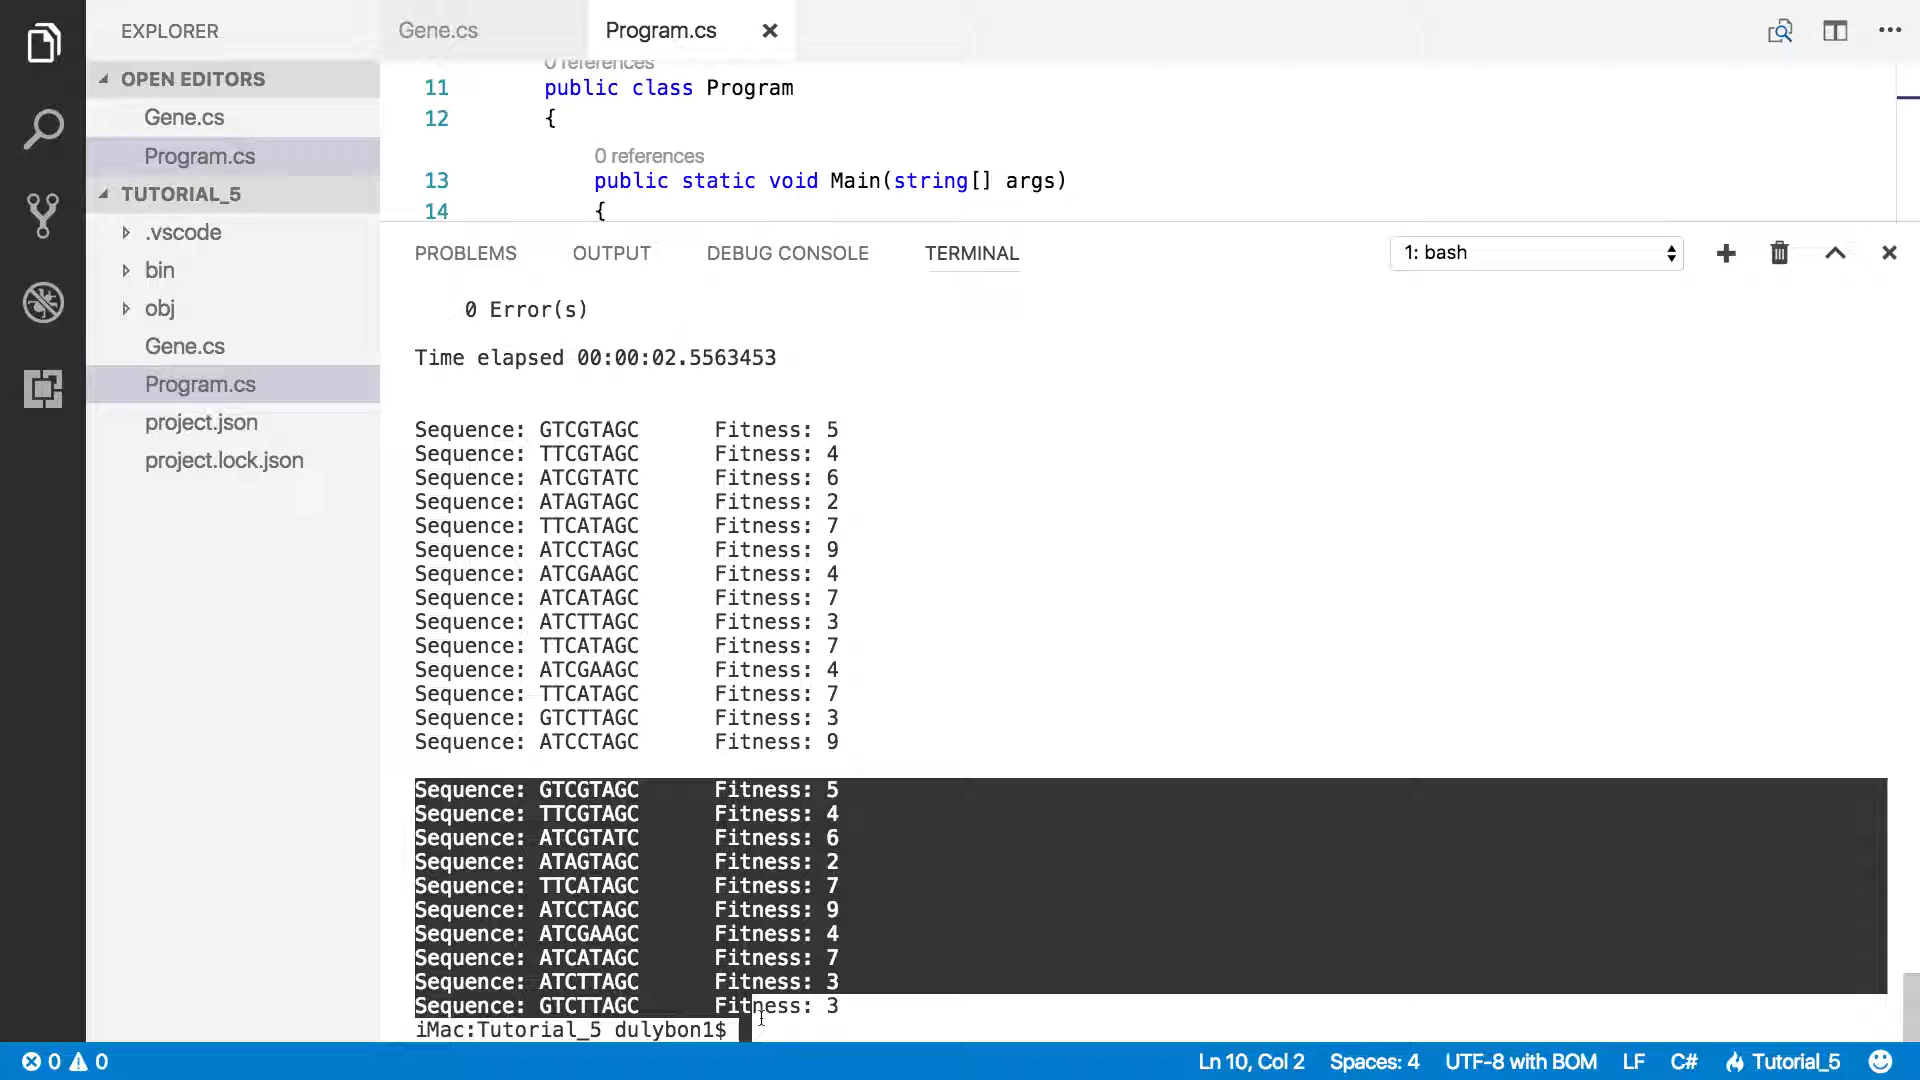 EXPLORER
OPEN EDITORS
Gene.cs
Program.cs
TUTORIAL_5
.vscode
bin
obj
Gene.cs
Program.cs
project.json
project.lock.json
Gene.cs
Program.cs
0 references
11 public class Program
12 {
0 references
13 public static void Main(string[] args)
14 {
PROBLEMS OUTPUT DEBUG CONSOLE TERMINAL 1: bash
0 Error(s)
Time elapsed 00:00:02.5563453
Sequence: GTCGTAGC Fitness: 5
Sequence: TTCGTAGC Fitness: 4
Sequence: ATCGTATC Fitness: 6
Sequence: ATAGTAGC Fitness: 2
Sequence: TTCATAGC Fitness: 7
Sequence: ATCCTAGC Fitness: 9
Sequence: ATCGAAGC Fitness: 4
Sequence: ATCATAGC Fitness: 7
Sequence: ATCTTAGC Fitness: 3
Sequence: TTCATAGC Fitness: 7
Sequence: ATCGAAGC Fitness: 4
Sequence: TTCATAGC Fitness: 7
Sequence: GTCTTAGC Fitness: 3
Sequence: ATCCTAGC Fitness: 9
Sequence: GTCGTAGC Fitness: 5
Sequence: TTCGTAGC Fitness: 4
Sequence: ATCGTATC Fitness: 6
Sequence: ATAGTAGC Fitness: 2
Sequence: TTCATAGC Fitness: 7
Sequence: ATCCTAGC Fitness: 9
Sequence: ATCGAAGC Fitness: 4
Sequence: ATCATAGC Fitness: 7
Sequence: ATCTTAGC Fitness: 3
Sequence: GTCTTAGC Fitness: 3
iMac:Tutorial_5 dulybon1$
0 0 Ln 10, Col 2 Spaces: 4 UTF-8 with BOM LF C# Tutorial_5